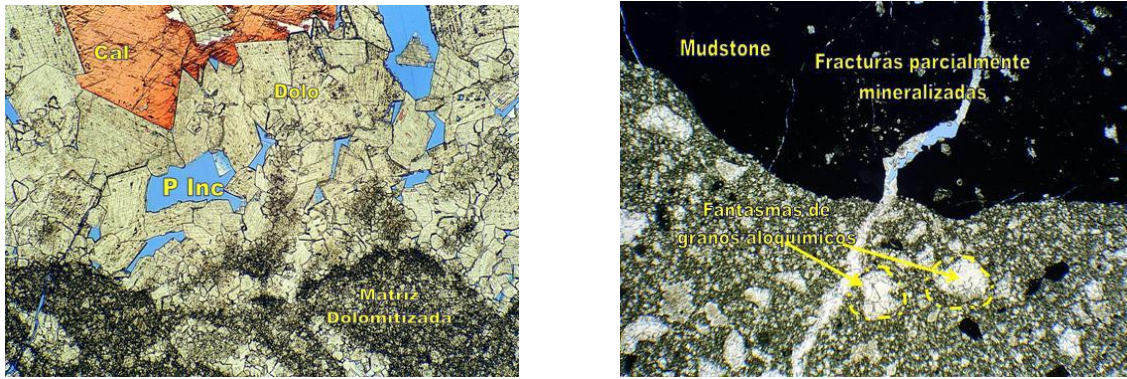 Cal
Dolo
P Inc
Matriz
Dolomitizada
Mudstone
Fracturas parcialmente
mineralizadas
Fantasmas de
granos aloquímicos